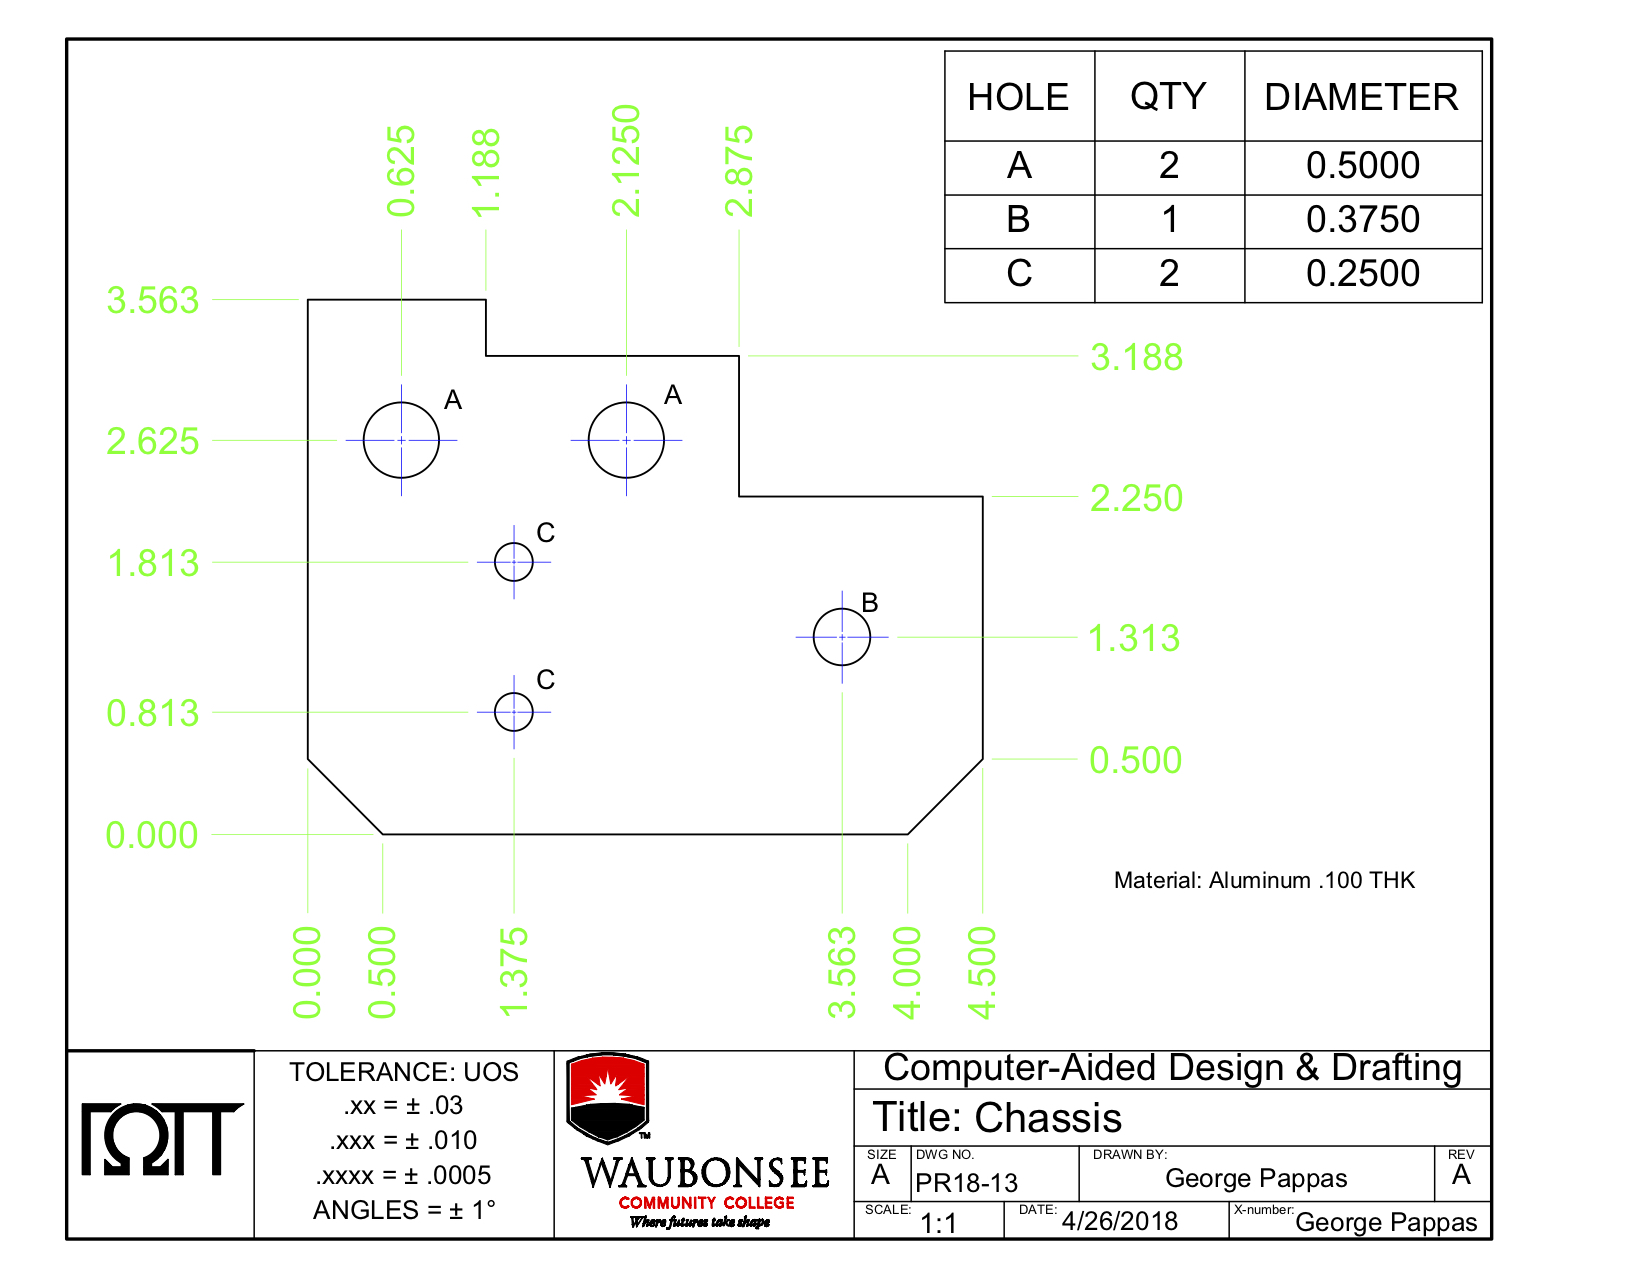 HOLE QTY DIAMETER
A 2 0.5000
B 1 0.3750
C 2 0.2500
0.625
1.188
2.1250
2.875
3.563
3.188
A
A
2.625
2.250
C
1.813
B
1.313
C
0.813
0.500
0.000
Material: Aluminum .100 THK
0.000
0.500
1.375
3.563
4.000
4.500
ΓΩΠ
TOLERANCE: UOS
.xx = ± .03
.xxx = ± .010
.xxxx = ± .0005
ANGLES = ± 1°
TM
WAUBONSEE
COMMUNITY COLLEGE
Where futures take shape
Computer-Aided Design & Drafting
Title: Chassis
SIZE
A
DWG NO.
PR18-13
DRAWN BY:
George Pappas
REV
A
SCALE:
1:1
DATE:
4/26/2018
X-number:
George Pappas